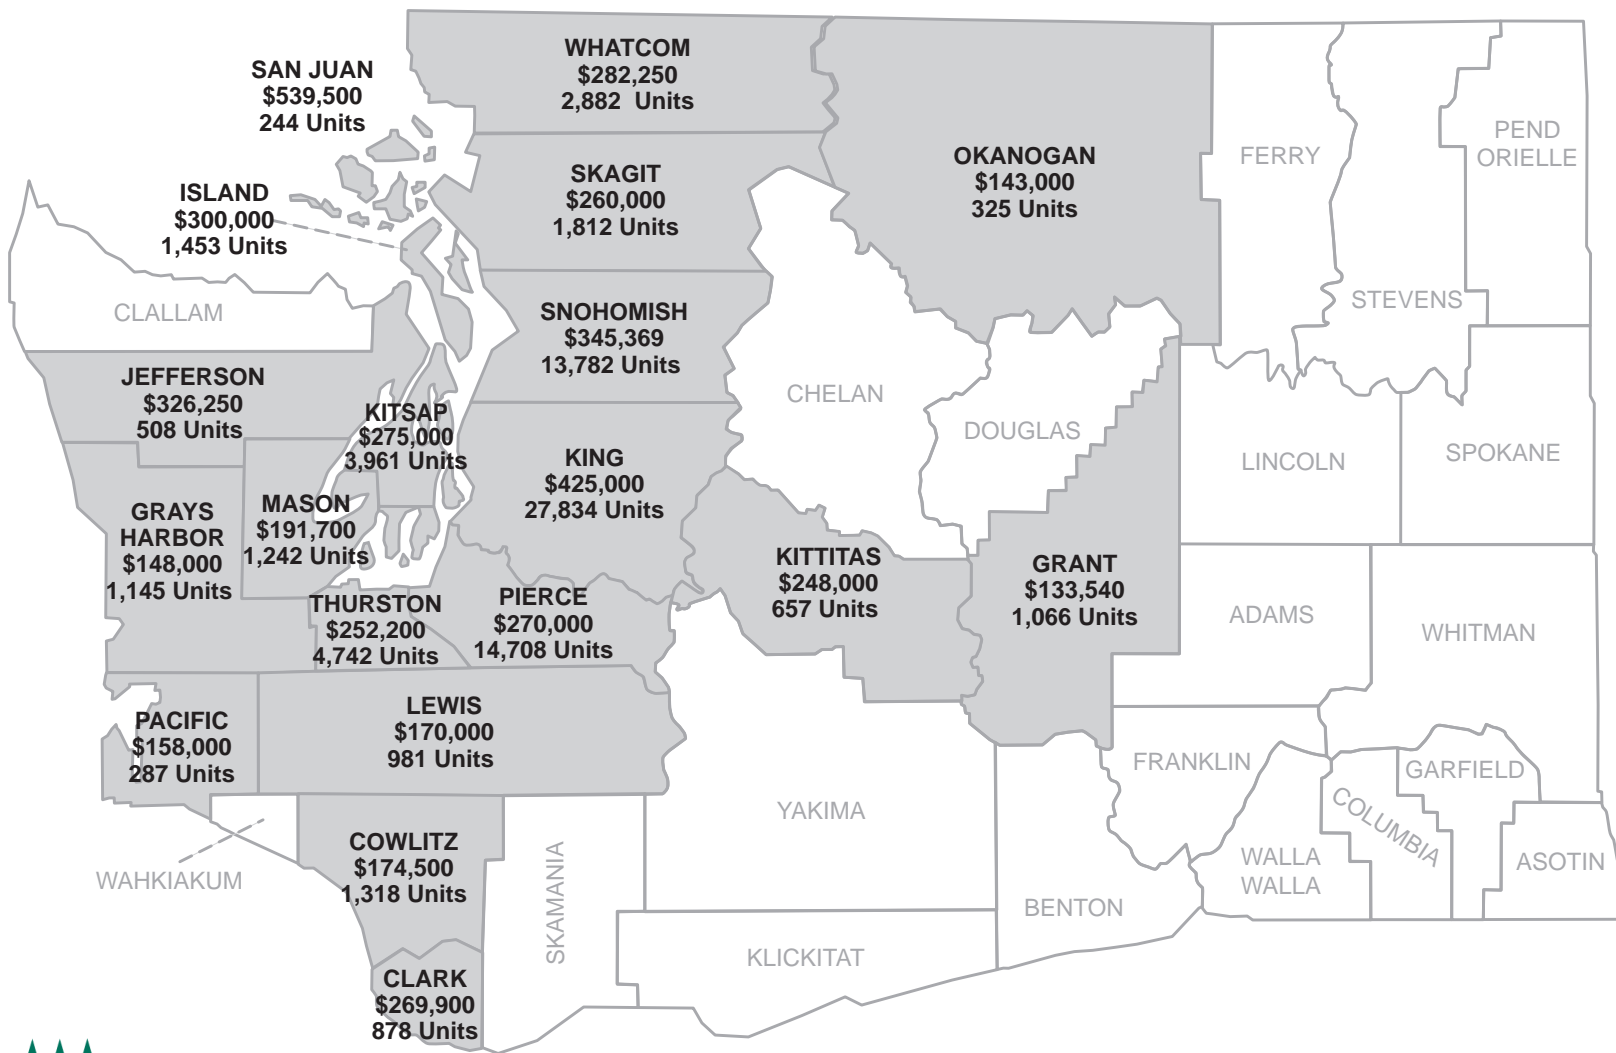 WHATCOM
$282,250
2,882 Units
SAN JUAN
$539,500
244 Units
ISLAND
$300,000
1,453 Units
SKAGIT
$260,000
1,812 Units
OKANOGAN
$143,000
325 Units
FERRY
PEND
ORIELLE
STEVENS
CLALLAM
SNOHOMISH
$345,369
13,782 Units
JEFFERSON
$326,250
508 Units
KITSAP
$275,000
3,961 Units
KING
$425,000
27,834 Units
CHELAN
DOUGLAS
LINCOLN
SPOKANE
GRAYS
HARBOR
$148,000
1,145 Units
MASON
$191,700
1,242 Units
THURSTON
$252,200
4,742 Units
PIERCE
$270,000
14,708 Units
KITTITAS
$248,000
657 Units
GRANT
$133,540
1,066 Units
ADAMS
WHITMAN
PACIFIC
$158,000
287 Units
LEWIS
$170,000
981 Units
YAKIMA
FRANKLIN
GARFIELD
COLUMBIA
WALLA
WALLA
ASOTIN
WAHKIAKUM
COWLITZ
$174,500
1,318 Units
SKAMANIA
BENTON
KLICKITAT
CLARK
$269,900
878 Units